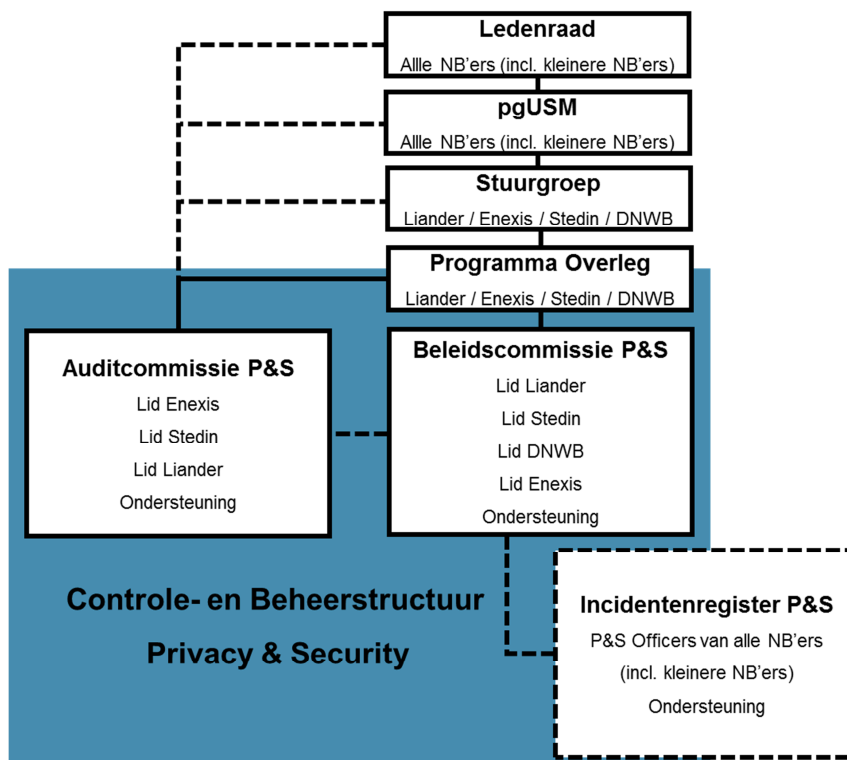 Ledenraad
Allle NB’ers (incl. kleinere NB’ers)
pgUSM
Allle NB’ers (incl. kleinere NB’ers)
Stuurgroep
Liander / Enexis / Stedin / DNWB
Programma Overleg
Liander / Enexis / Stedin / DNWB
Auditcommissie P&S
Lid Enexis
Lid Stedin
Lid Liander
Ondersteuning
Beleidscommissie P&S
Lid Liander
Lid Stedin
Lid DNWB
Lid Enexis
Ondersteuning
Controle- en Beheerstructuur
Privacy & Security
Incidentenregister P&S
P&S Officers van alle NB’ers
(incl. kleinere NB’ers)
Ondersteuning